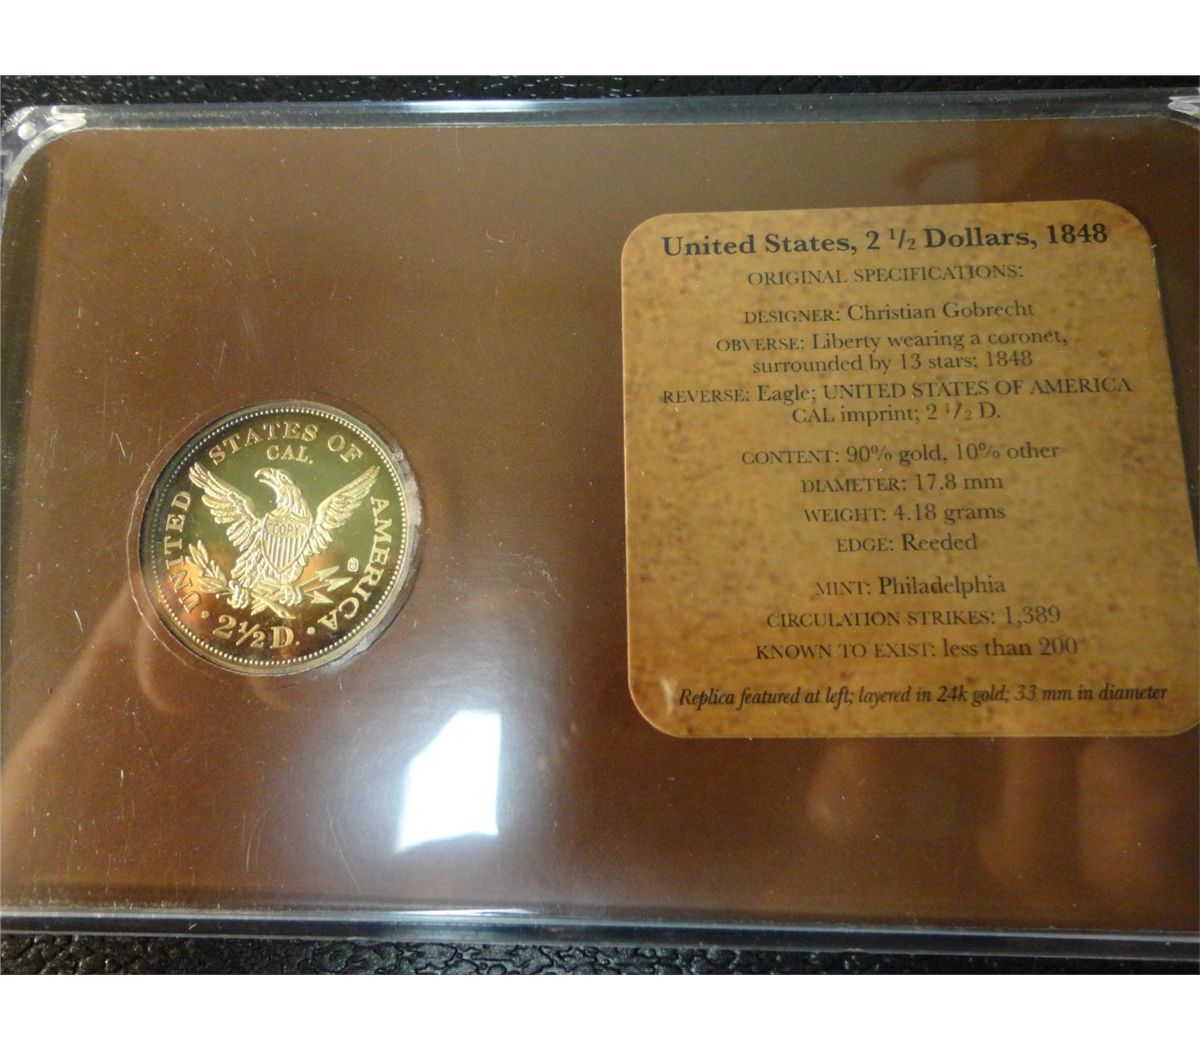 UNITED STATES OF AMERICA
CAL.
COPY
· 2½ D. ·
United States, 2 1/2 Dollars, 1848
ORIGINAL SPECIFICATIONS:
DESIGNER: Christian Gobrecht
OBVERSE: Liberty wearing a coronet,
surrounded by 13 stars; 1848
REVERSE: Eagle; UNITED STATES OF AMERICA
CAL imprint; 2 1/2 D.
CONTENT: 90% gold, 10% other
DIAMETER: 17.8 mm
WEIGHT: 4.18 grams
EDGE: Reeded
MINT: Philadelphia
CIRCULATION STRIKES: 1,389
KNOWN TO EXIST: less than 200
Replica featured at left; layered in 24k gold; 33 mm in diameter